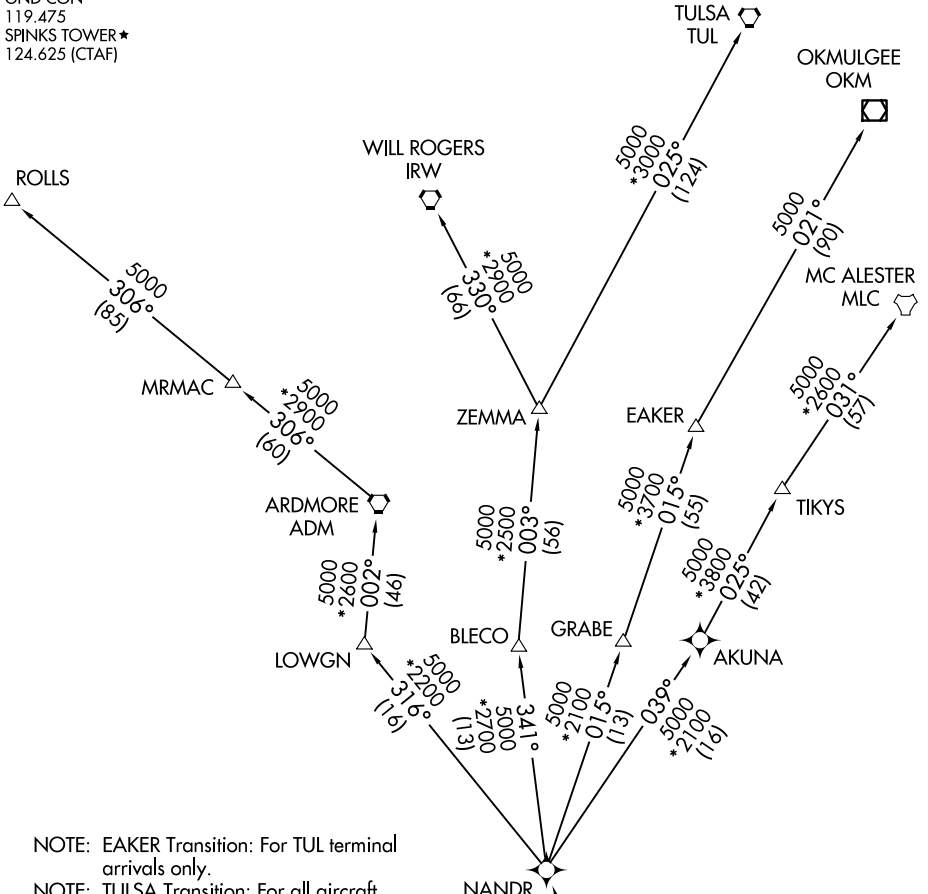 GND CON
119.475
SPINKS TOWER★
124.625 (CTAF)
TULSA
TUL
OKMULGEE
OKM
WILL ROGERS
IRW
ROLLS
MC ALESTER
MLC
5000
*3000
025°
(124)
5000
021°
(90)
5000
*2900
330°
(66)
5000
306°
(85)
MRMAC
5000
*2900
306°
(60)
ZEMMA
EAKER
5000
*2600
031°
(57)
ARDMORE
ADM
TIKYS
5000
*2500
003°
(56)
5000
*3700
015°
(55)
5000
*3800
025°
(42)
5000
*2600
002°
(46)
LOWGN
BLECO
GRABE
AKUNA
5000
*2200
316°
(16)
341°
5000
*2700
(13)
5000
*2100
015°
(13)
039°
5000
*2100
(16)
NOTE: EAKER Transition: For TUL terminal
arrivals only.
NOTE: TULSA Transition: For all aircraft
NANDR